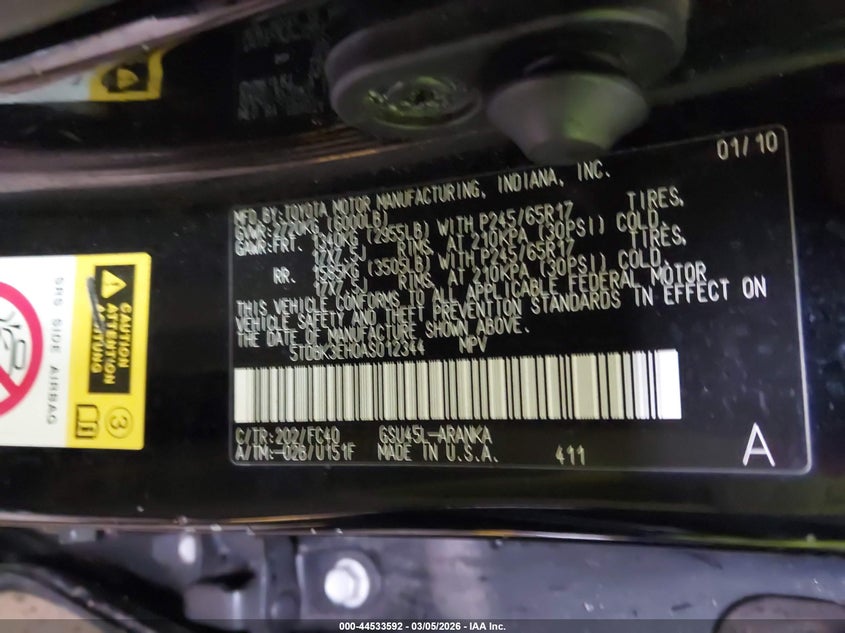 01/10
MFD.BY:TOYOTA MOTOR MANUFACTURING, INDIANA, INC.
GVWR:2720KG (6000LB)
GAWR:FRT. 1340KG (2955LB) WITH P245/65R17 TIRES,
17X7.5J RIMS, AT 210KPA (30PSI) COLD.
RR. 1585KG (3505LB) WITH P245/65R17 TIRES,
17X7.5J RIMS, AT 210KPA (30PSI) COLD.
THIS VEHICLE CONFORMS TO ALL APPLICABLE FEDERAL MOTOR
VEHICLE SAFETY AND THEFT PREVENTION STANDARDS IN EFFECT ON
THE DATE OF MANUFACTURE SHOWN ABOVE.
5TDBK3EH0AS012344 MPV
C/TR:202/FC40 GSU45L-ARANKA
A/TM:-02B/U151F MADE IN U.S.A. 411
A
SRS SIDE AIRBAG
CAUTION
ATTENTION
3
000-44533592 - 03/05/2026 - IAA Inc.